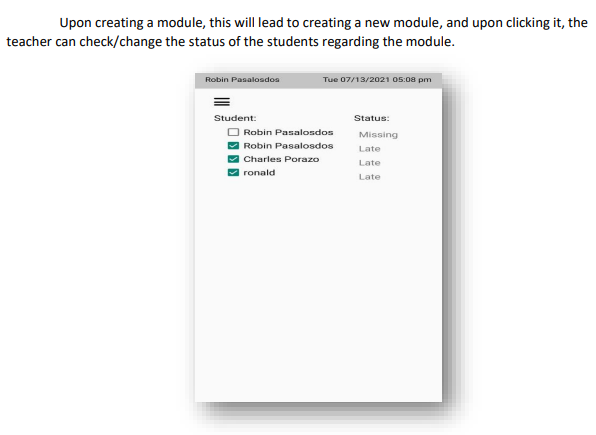 Upon creating a module, this will lead to creating a new module, and upon clicking it, the
teacher can check/change the status of the students regarding the module.
Robin Pasalosdos Tue 07/13/2021 05:08 pm
Student: Status:
Robin Pasalosdos Missing
Robin Pasalosdos Late
Charles Porazo Late
ronald Late